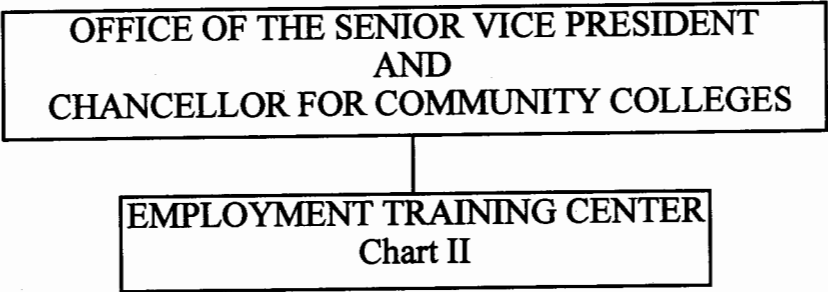 OFFICE OF THE SENIOR VICE PRESIDENT
AND
CHANCELLOR FOR COMMUNITY COLLEGES
EMPLOYMENT TRAINING CENTER
Chart II